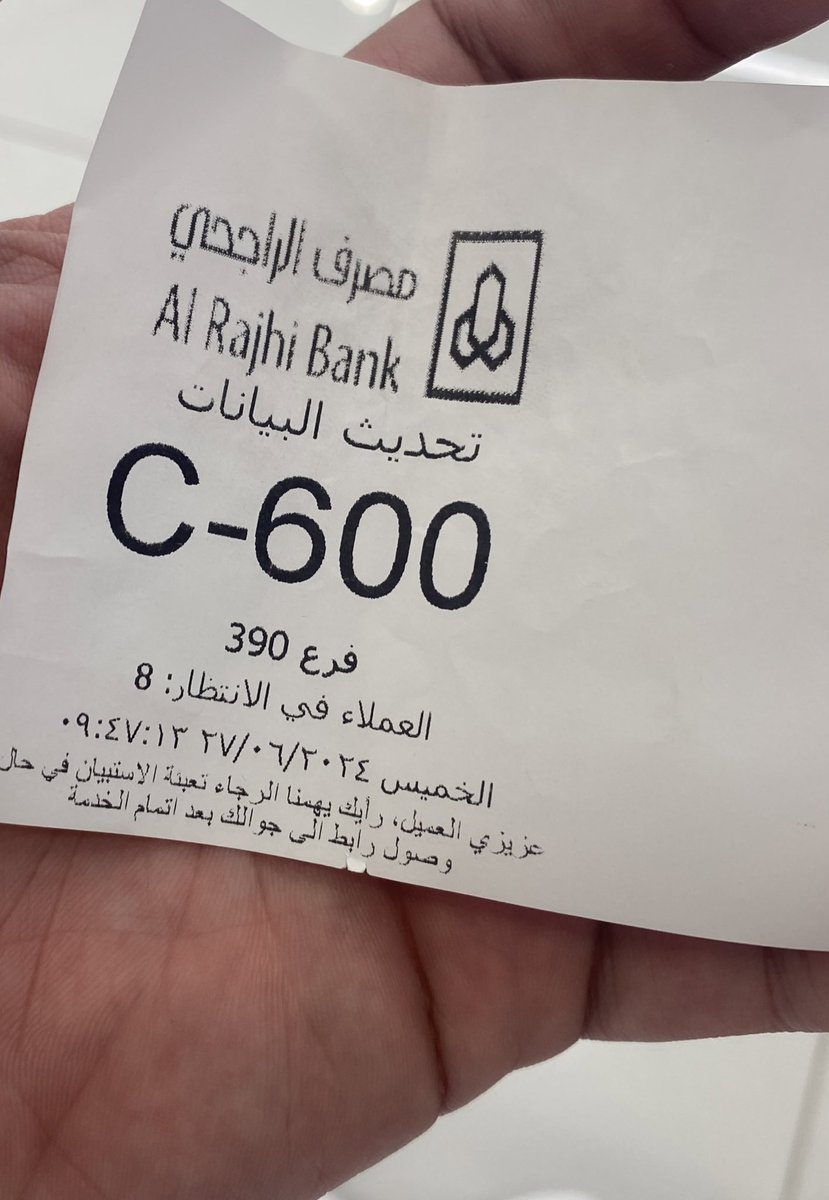 مصرف الراجحي
Al Rajhi Bank
تحديث البيانات
C-600
فرع 390
العملاء في الانتظار: 8
الخميس ٢٧/٠٦/٢٠٢٤ ٠٩:٤٧:١٣
عزيزي العميل، رأيك يهمنا الرجاء تعبئة الاستبيان في حال
وصول رابط الى جوالك بعد اتمام الخدمة